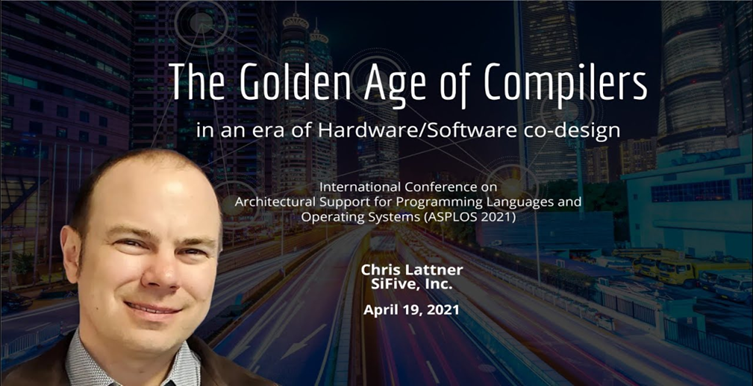 The Golden Age of Compilers
in an era of Hardware/Software co-design
International Conference on
Architectural Support for Programming Languages and
Operating Systems (ASPLOS 2021)
Chris Lattner
SiFive, Inc.
April 19, 2021